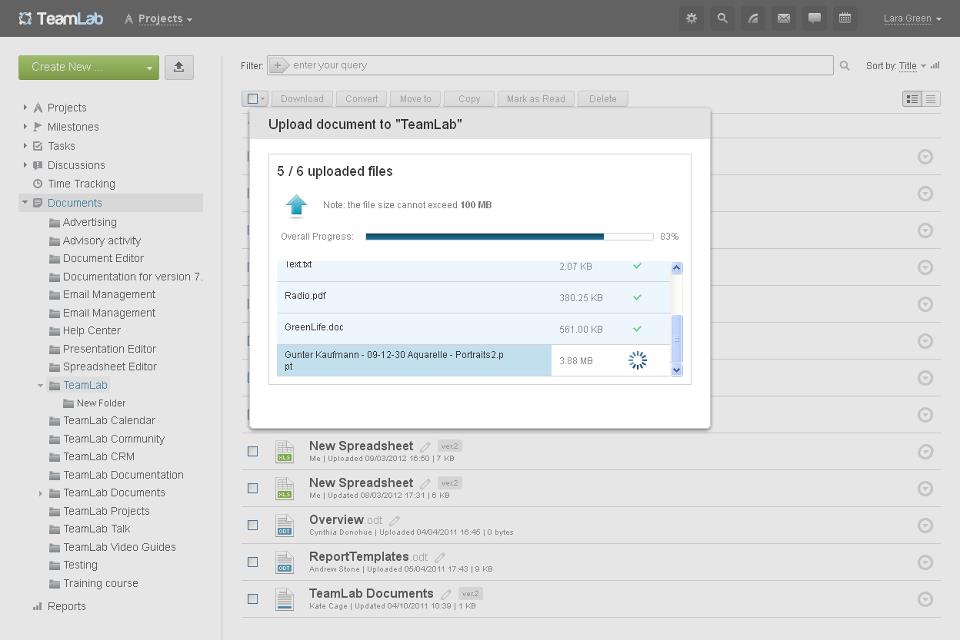 TeamLab
Projects
Lara Green
Create New ...
Filter:
enter your query
Sort by: Title
Download
Convert
Move to
Copy
Mark as Read
Delete
Projects
Milestones
Tasks
Discussions
Time Tracking
Documents
Advertising
Advisory activity
Document Editor
Documentation for version 7.
Email Management
Email Management
Help Center
Presentation Editor
Spreadsheet Editor
TeamLab
New Folder
TeamLab Calendar
TeamLab Community
TeamLab CRM
TeamLab Documentation
TeamLab Documents
TeamLab Projects
TeamLab Talk
TeamLab Video Guides
Testing
Training course
Reports
Upload document to "TeamLab"
5 / 6 uploaded files
Note: the file size cannot exceed 100 MB
Overall Progress:
83%
Text.txt
2.07 KB
Radio.pdf
380.25 KB
GreenLife.doc
561.00 KB
Gunter Kaufmann - 09-12-30 Aquarelle - Portraits2.p
pt
3.88 MB
XLS
New Spreadsheet
ver.2
Me | Uploaded 09/03/2012 16:50 | 7 KB
XLS
New Spreadsheet
ver.2
Me | Updated 08/03/2012 17:31 | 6 KB
ODT
Overview.odt
Cynthia Donohue | Uploaded 04/04/2011 16:45 | 0 bytes
ODT
ReportTemplates.odt
Andrew Stone | Uploaded 05/04/2011 17:43 | 9 KB
TeamLab Documents
ver.2
Kate Cage | Updated 04/10/2011 10:39 | 1 KB